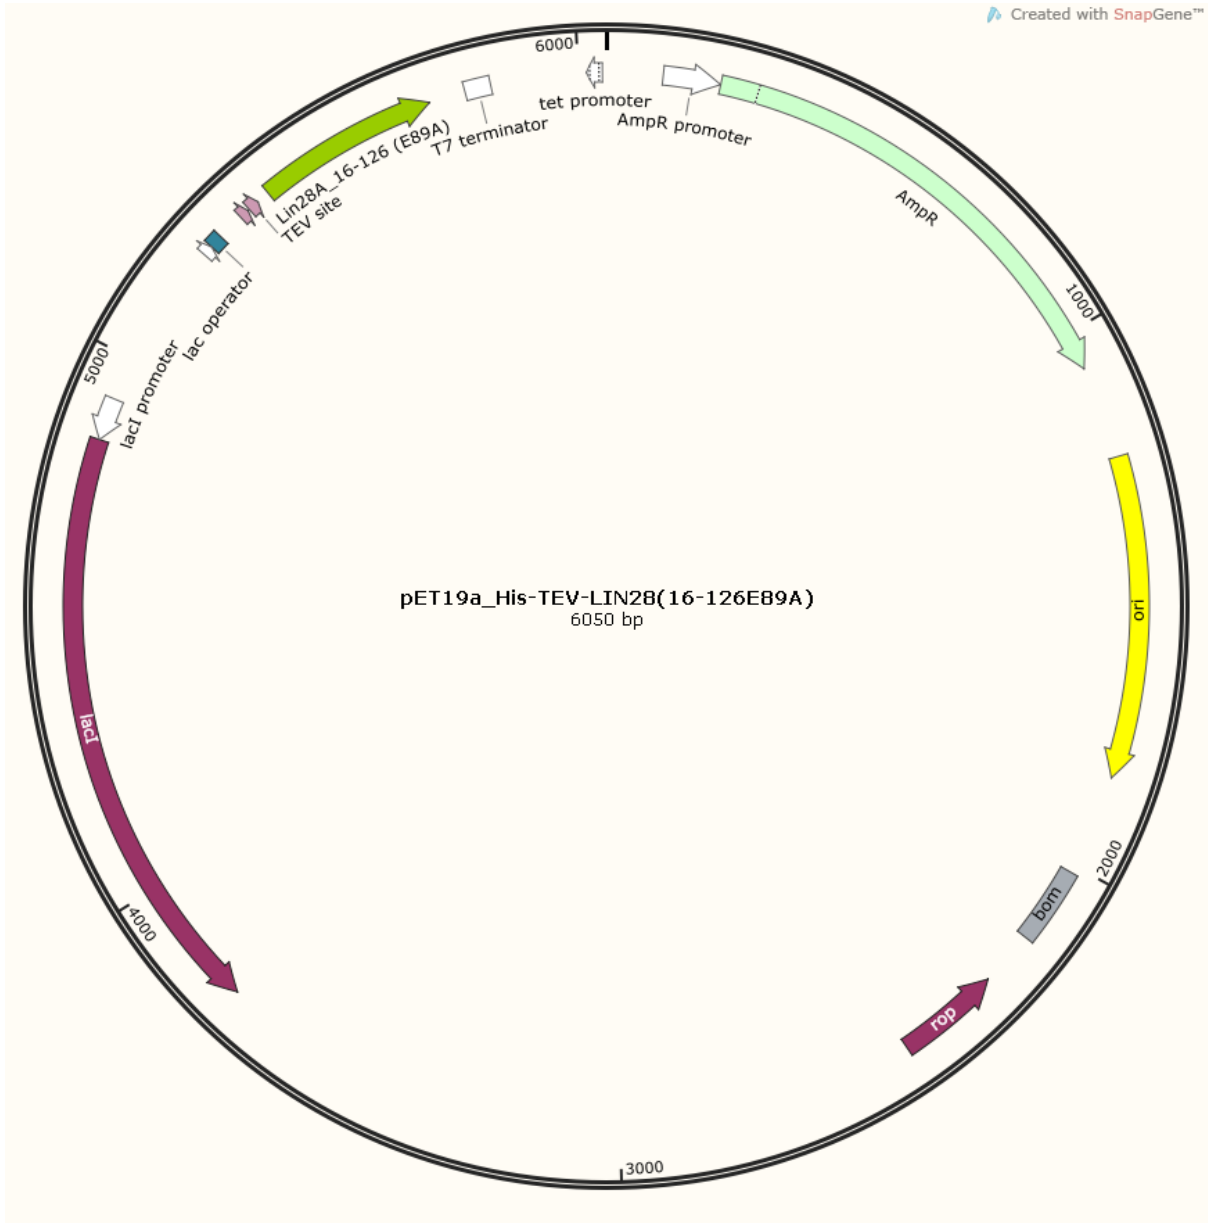 Created with SnapGene™
6000
tet promoter
AmpR promoter
T7 terminator
Lin28A_16-126 (E89A)
TEV site
AmpR
lac operator
1000
5000
lacI promoter
pET19a_His-TEV-LIN28(16-126E89A)
6050 bp
ori
lacI
2000
bom
4000
rop
3000